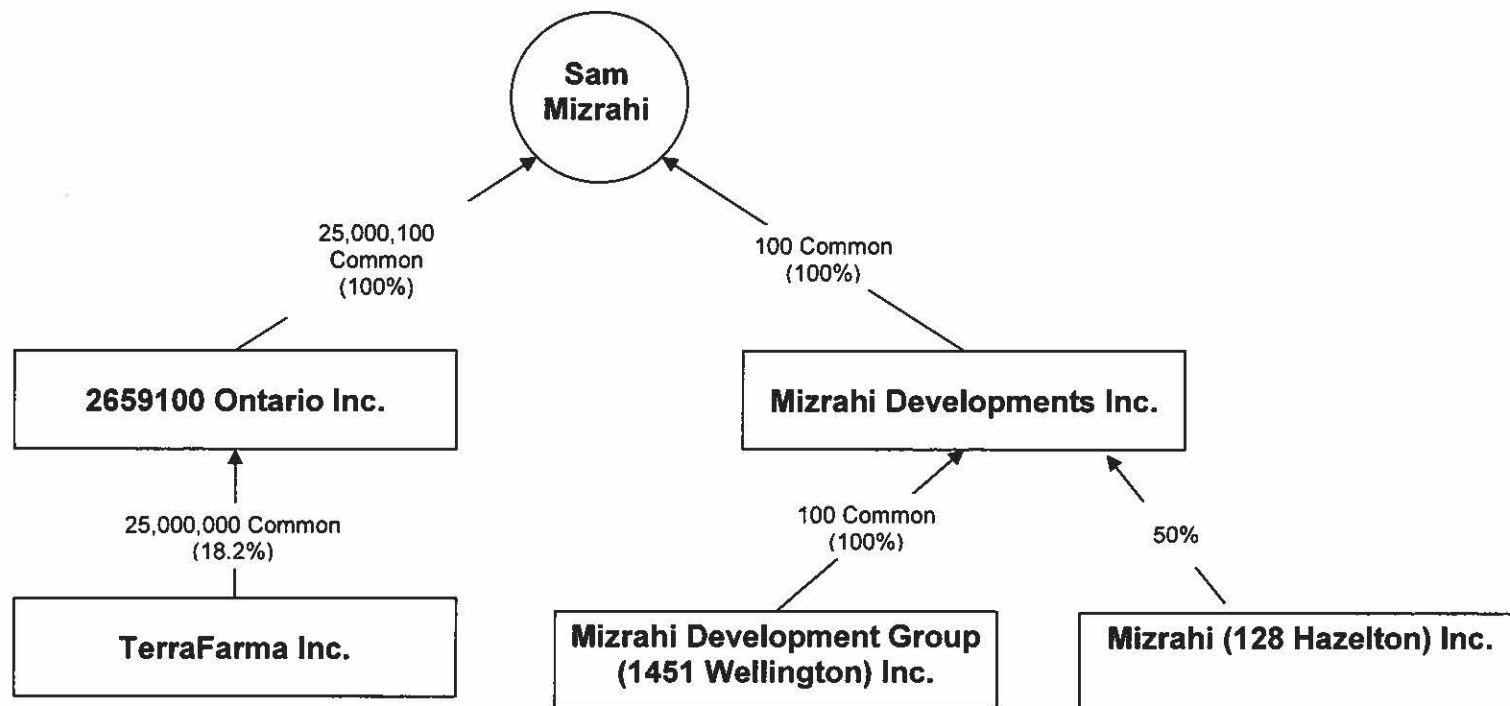 Sam
Mizrahi
25,000,100
Common
(100%)
100 Common
(100%)
2659100 Ontario Inc.
Mizrahi Developments Inc.
25,000,000 Common
(18.2%)
100 Common
(100%)
50%
TerraFarma Inc.
Mizrahi Development Group
(1451 Wellington) Inc.
Mizrahi (128 Hazelton) Inc.